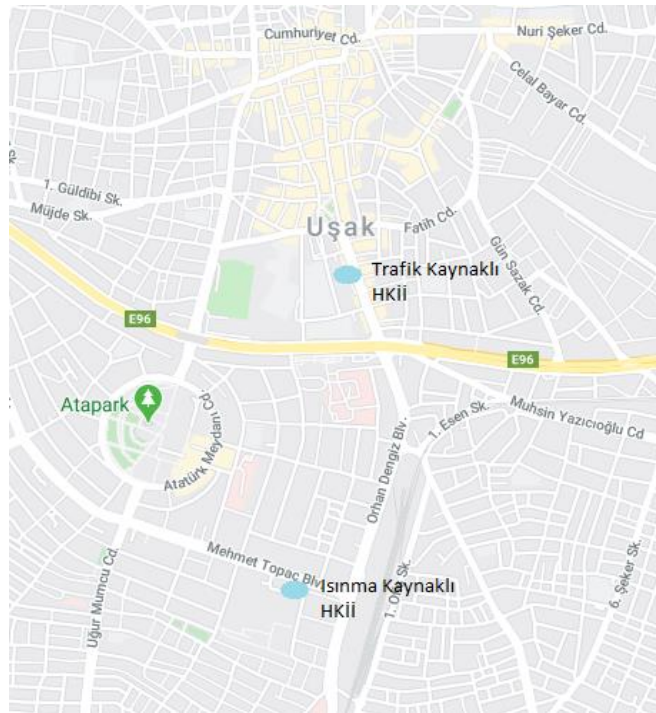 Cumhuriyet Cd.
Nuri Şeker Cd.
Celal Bayar Cd.
1. Güldibi Sk.
Müjde Sk.
Uşak
Fatih Cd.
Gün Sazak Cd.
Trafik Kaynaklı
HKİİ
E96
E96
Atapark
Atatürk Meydanı Cd.
Muhsin Yazıcıoğlu Cd
1. Esen Sk.
Orhan Dengiz Blv.
Mehmet Topaç Blv.
Isınma Kaynaklı
HKİİ
Sk.
6. Şeker Sk.
Uğur Mumcu Cd.